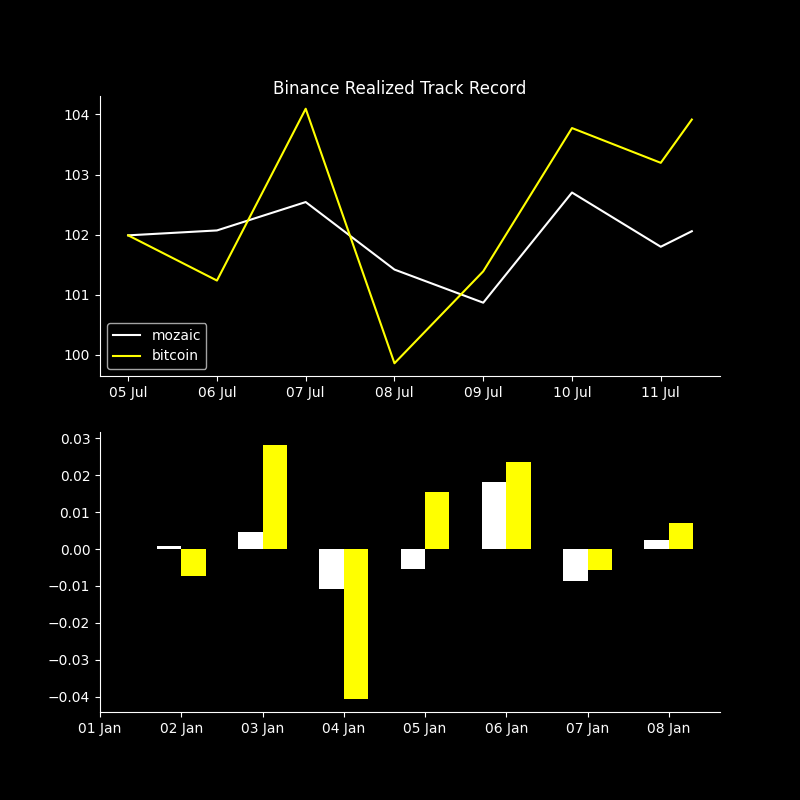 Binance Realized Track Record
104
103
102
101
100
mozaic
bitcoin
05 Jul 06 Jul 07 Jul 08 Jul 09 Jul 10 Jul 11 Jul
0.03
0.02
0.01
0.00
−0.01
−0.02
−0.03
−0.04
01 Jan 02 Jan 03 Jan 04 Jan 05 Jan 06 Jan 07 Jan 08 Jan